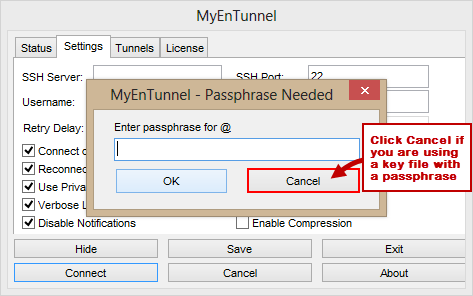 MyEnTunnel
Status Settings Tunnels License
SSH Server: SSH Port: 22
MyEnTunnel - Passphrase Needed
Username:
Enter passphrase for @
Retry Delay:
Click Cancel if
you are using
a key file with
a passphrase
Connect
Reconnec
OK Cancel
Use Priva
Verbose L
Disable Notifications Enable Compression
Hide Save Exit
Connect Cancel About